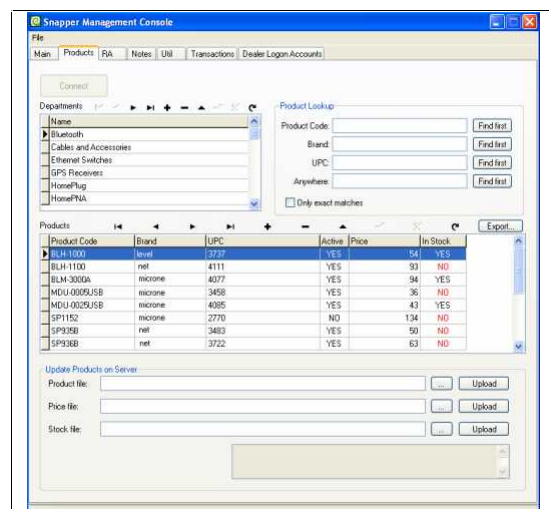 Snapper Management Console
File
Main Products RA Notes Util Transactions Dealer Logon Accounts
Connect
Departments
Name
Bluetooth
Cables and Accessories
Ethernet Switches
GPS Receivers
HomePlug
HomePNA
Product Lookup
Product Code: Find first
Brand: Find first
UPC: Find first
Anywhere: Find first
Only exact matches
Products Export...
Product Code Brand UPC Active Price In Stock
BLH-1000 level 3737 YES 54 YES
BLH-1100 net 4111 YES 93 NO
BLM-3000A microne 4077 YES 94 YES
MDU-0005USB microne 3458 YES 36 NO
MDU-0025USB microne 4085 YES 43 YES
SP1152 microne 2770 NO 134 NO
SP935B net 3483 YES 50 NO
SP936B net 3722 YES 63 NO
Update Products on Server
Product file: ... Upload
Price file: ... Upload
Stock file: ... Upload